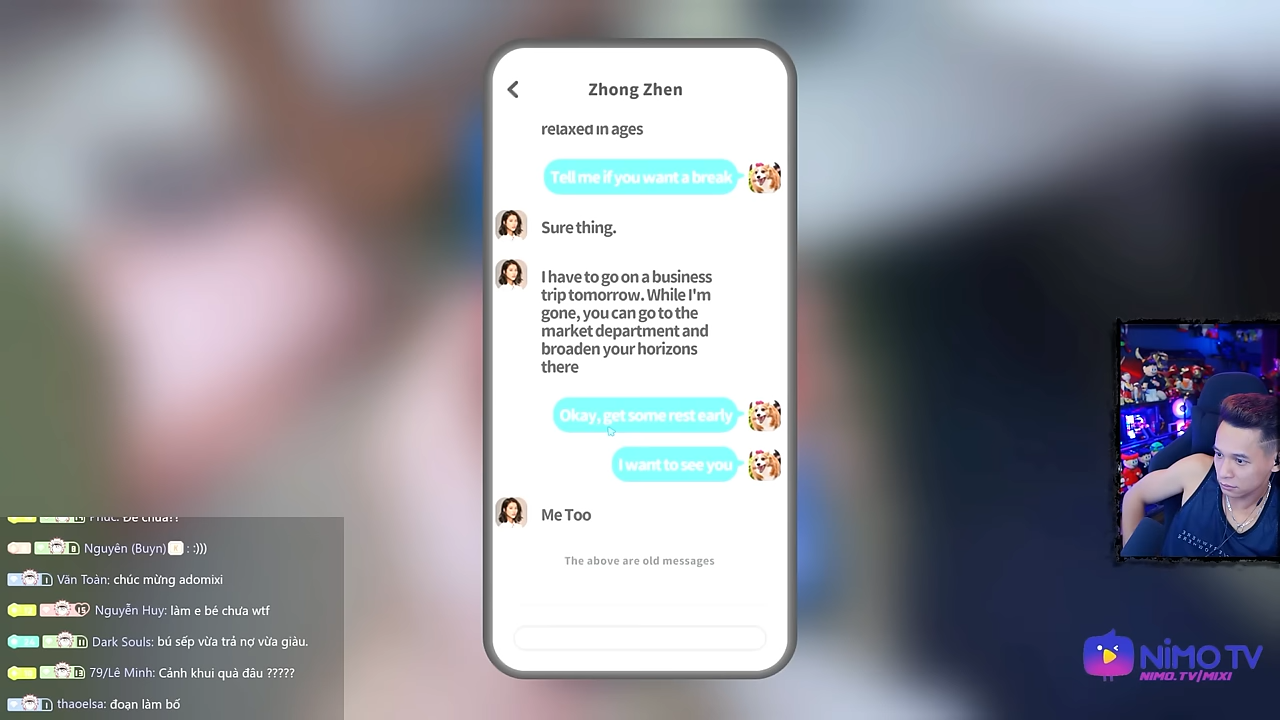 Zhong Zhen
relaxed in ages
Tell me if you want a break
Sure thing.
I have to go on a business
trip tomorrow. While I'm
gone, you can go to the
market department and
broaden your horizons
there
Okay, get some rest early
I want to see you
Me Too
The above are old messages
Phúc: Đẻ chưa??
Nguyên (Buyn) K : :)))
Văn Toàn: chúc mừng adomixi
Nguyễn Huy: làm e bé chưa wtf
Dark Souls: bú sếp vừa trả nợ vừa giàu.
79/Lê Minh: Cảnh khui quà đâu ?????
thaoelsa: đoạn làm bố
NIMO TV
NIMO.TV/MIXI